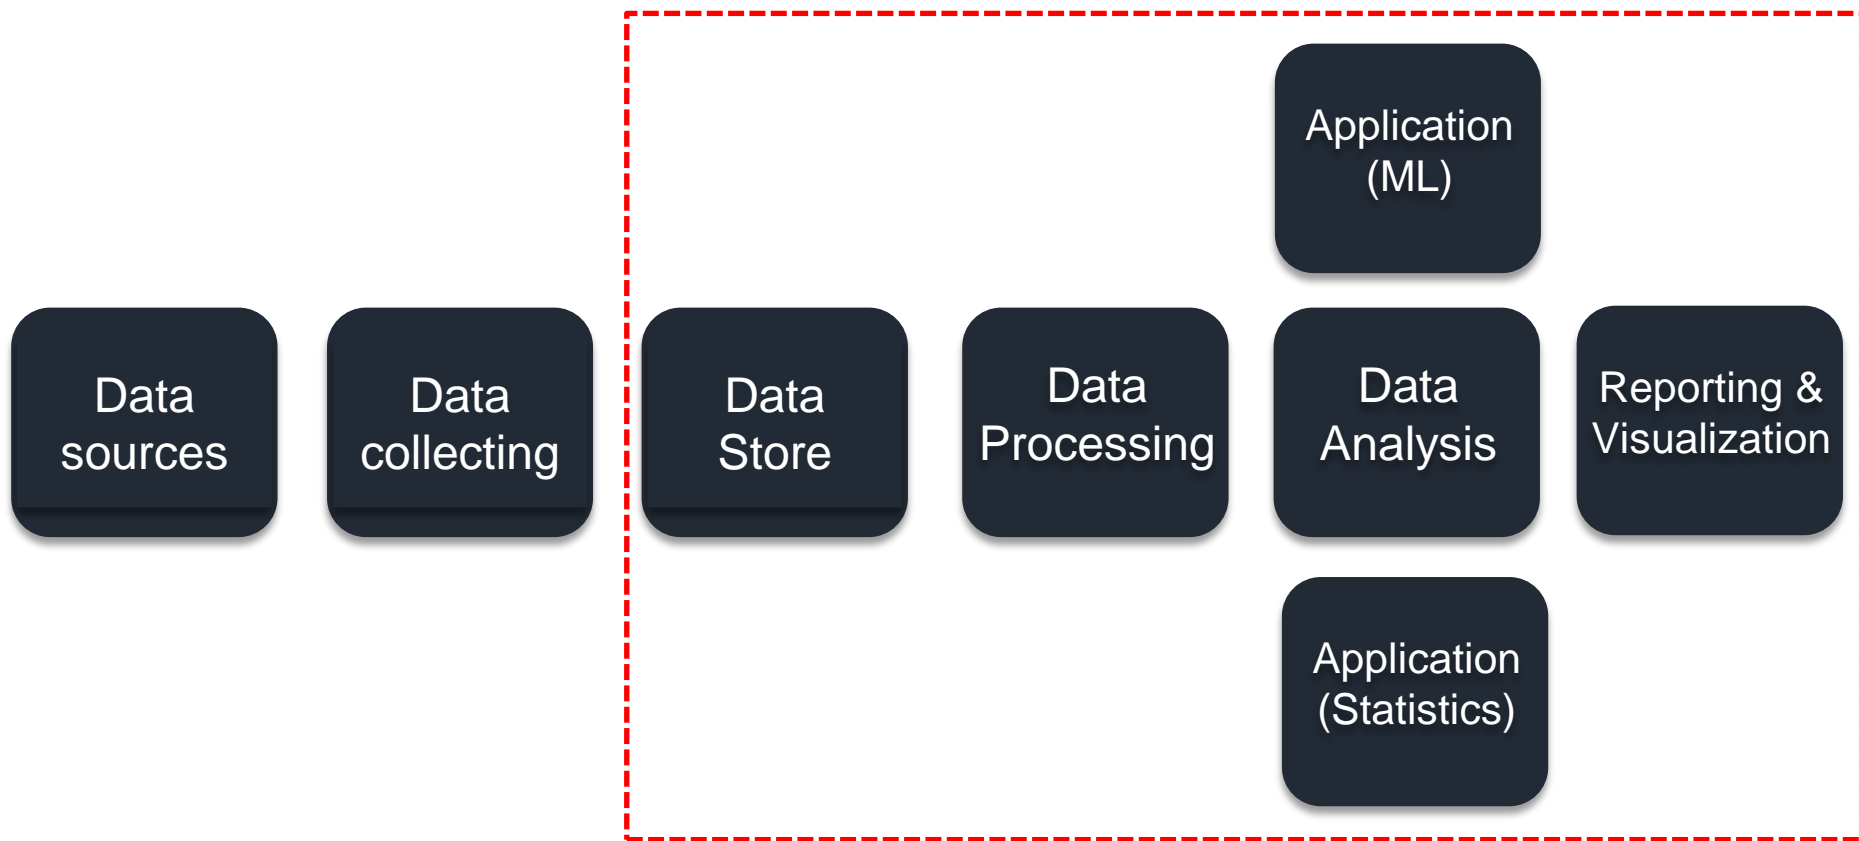 Application
(ML)
Data
sources
Data
collecting
Data
Store
Data
Processing
Data
Analysis
Reporting &
Visualization
Application
(Statistics)